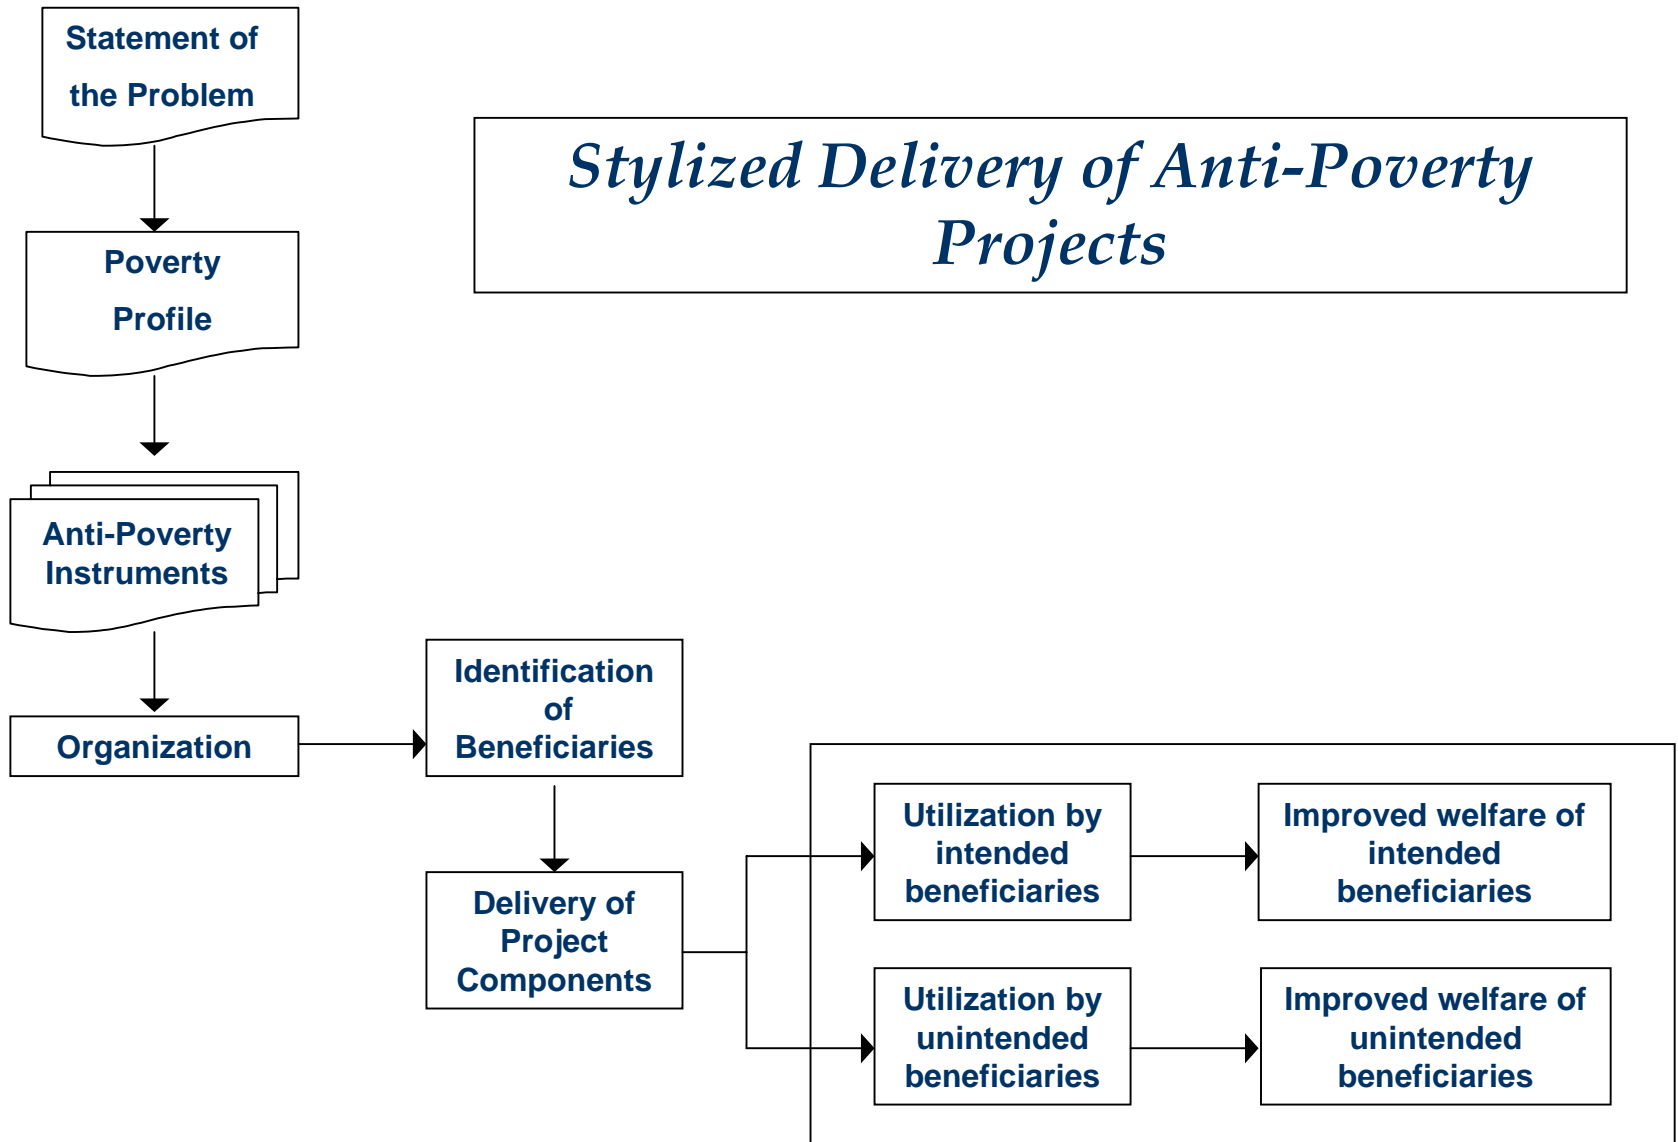 Statement of
the Problem
Stylized Delivery of Anti-Poverty
Projects
Poverty
Profile
Anti-Poverty
Instruments
Organization
Identification
of
Beneficiaries
Delivery of
Project
Components
Utilization by
intended
beneficiaries
Improved welfare of
intended
beneficiaries
Utilization by
unintended
beneficiaries
Improved welfare of
unintended
beneficiaries